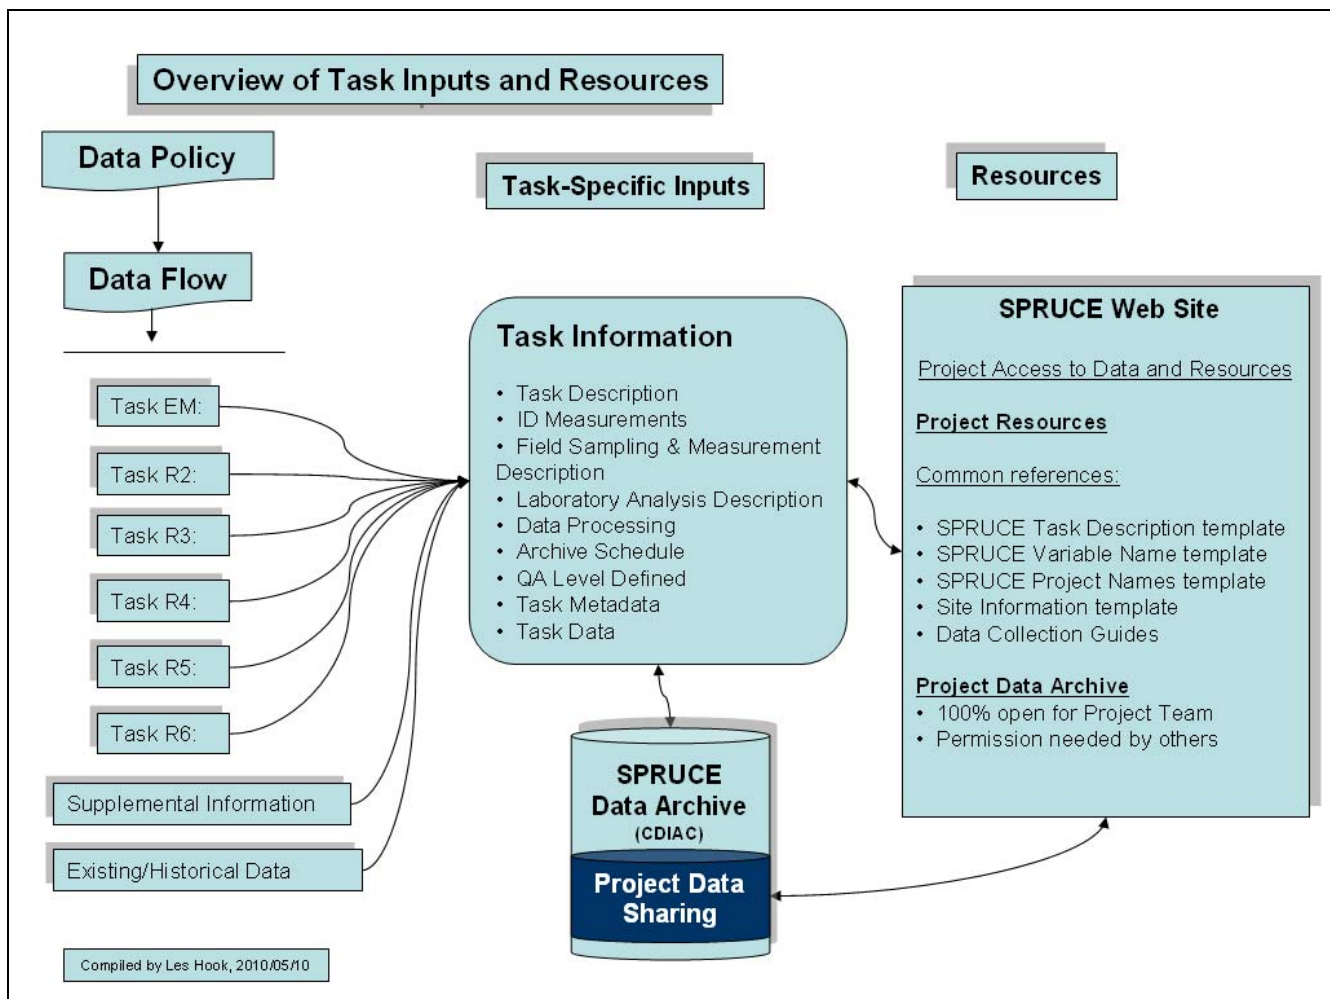 Overview of Task Inputs and Resources
Data Policy
Data Flow
Task EM:
Task R2:
Task R3:
Task R4:
Task R5:
Task R6:
Supplemental Information
Existing/Historical Data
Compiled by Les Hook, 2010/05/10
Task-Specific Inputs
Task Information
• Task Description
• ID Measurements
• Field Sampling & Measurement
Description
• Laboratory Analysis Description
• Data Processing
• Archive Schedule
• QA Level Defined
• Task Metadata
• Task Data
SPRUCE
Data Archive
(CDIAC)
Project Data
Sharing
Resources
SPRUCE Web Site
Project Access to Data and Resources
Project Resources
Common references:
• SPRUCE Task Description template
• SPRUCE Variable Name template
• SPRUCE Project Names template
• Site Information template
• Data Collection Guides
Project Data Archive
• 100% open for Project Team
• Permission needed by others